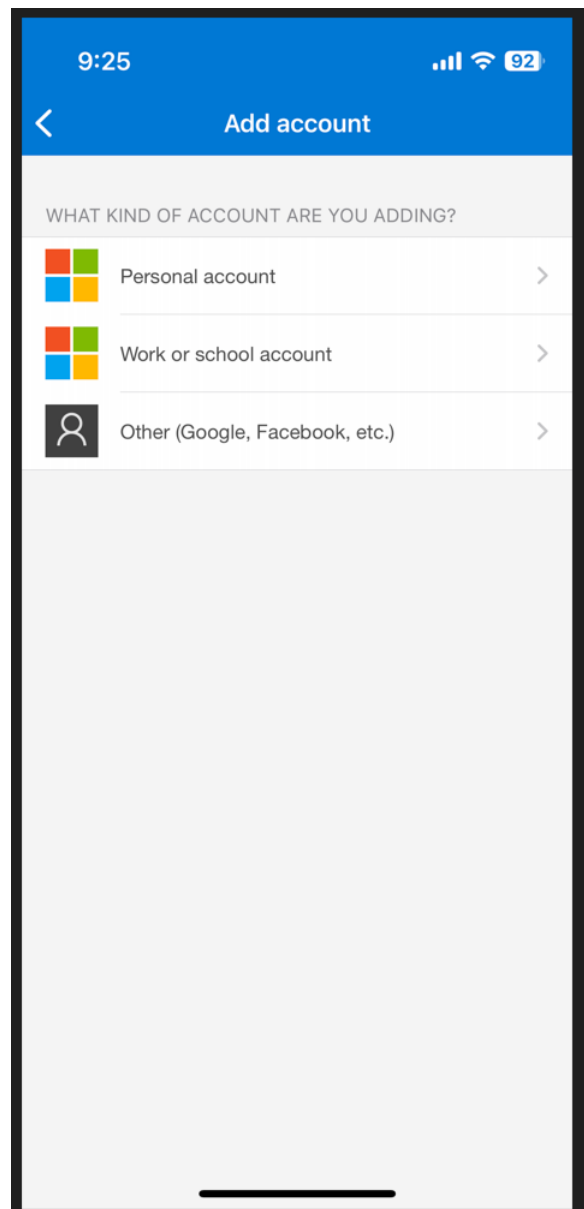 9:25
92
Add account
WHAT KIND OF ACCOUNT ARE YOU ADDING?
Personal account
Work or school account
Other (Google, Facebook, etc.)